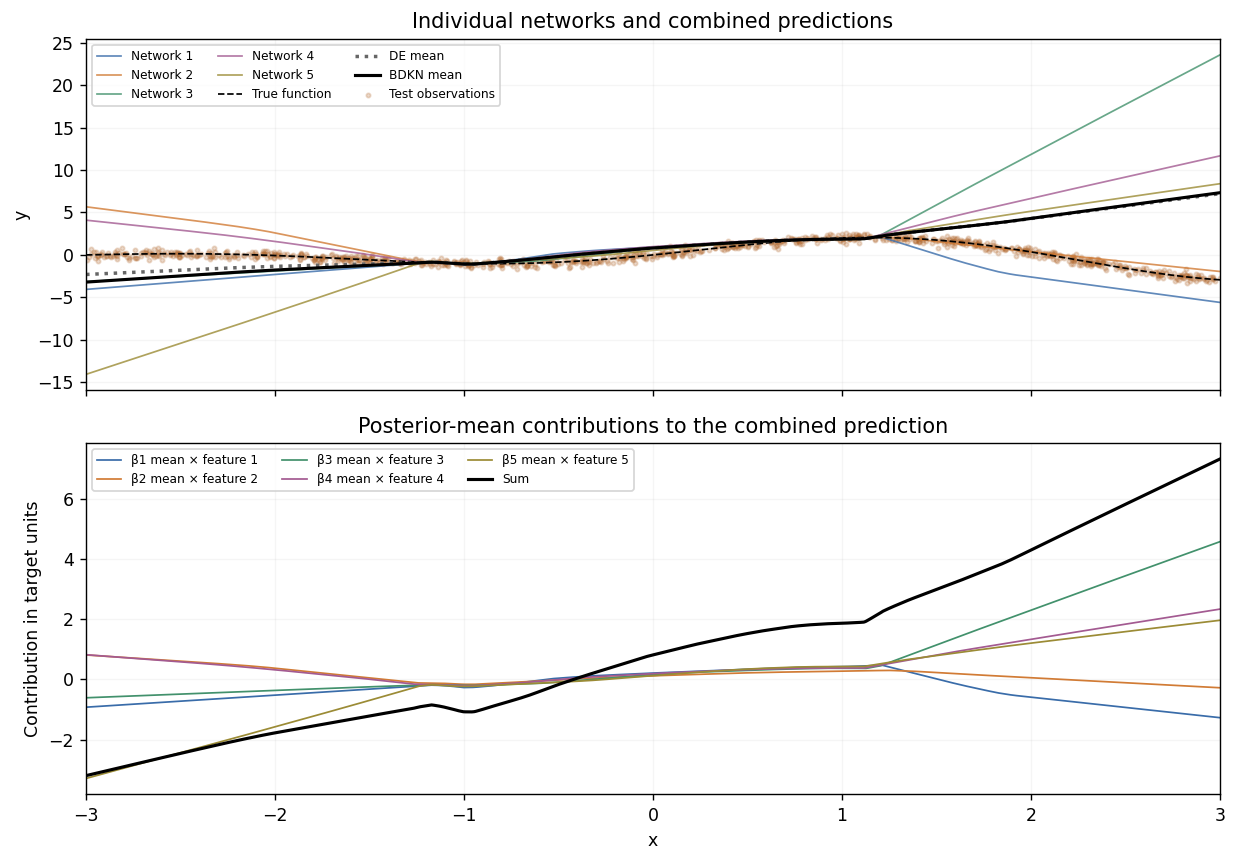 Individual networks and combined predictions
25
20
15
10
5
0
−5
−10
−15
y
Network 1
Network 2
Network 3
Network 4
Network 5
True function
DE mean
BDKN mean
Test observations
Posterior-mean contributions to the combined prediction
6
4
2
0
−2
Contribution in target units
β1 mean × feature 1
β2 mean × feature 2
β3 mean × feature 3
β4 mean × feature 4
β5 mean × feature 5
Sum
−3
−2
−1
0
1
2
3
x